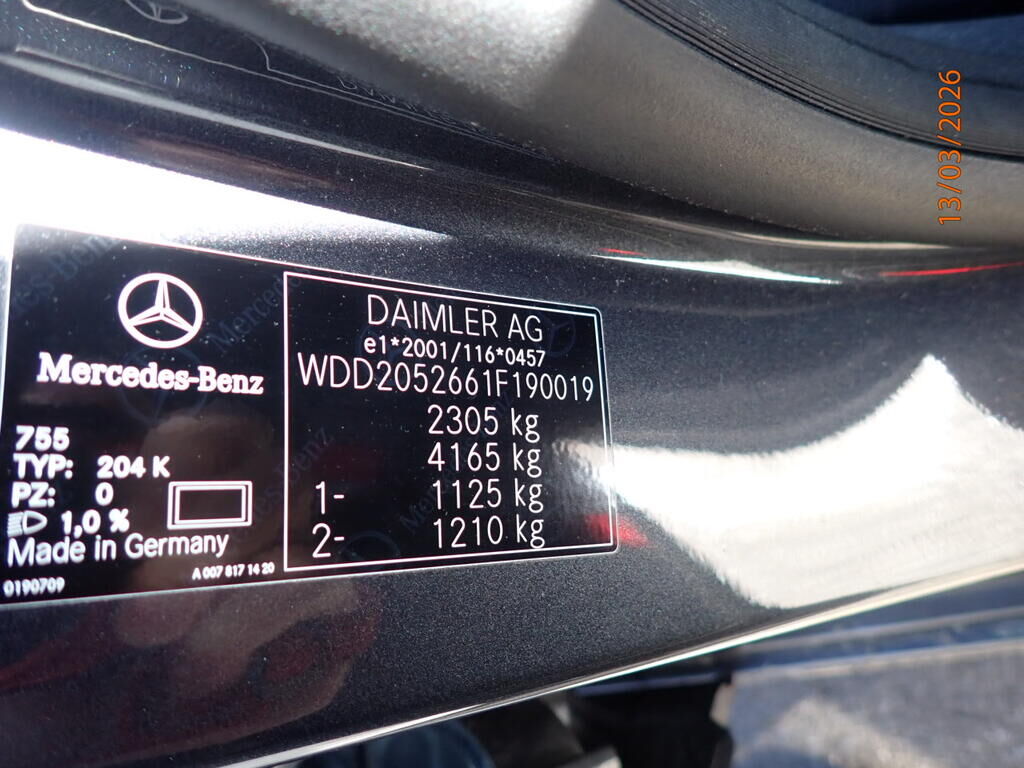 13/03/2026
Mercedes-Benz
755
TYP: 204 K
PZ: 0
1,0 %
Made in Germany
0190709
A 007 817 14 20
DAIMLER AG
e1*2001/116*0457
WDD2052661F190019
2305 kg
4165 kg
1- 1125 kg
2- 1210 kg